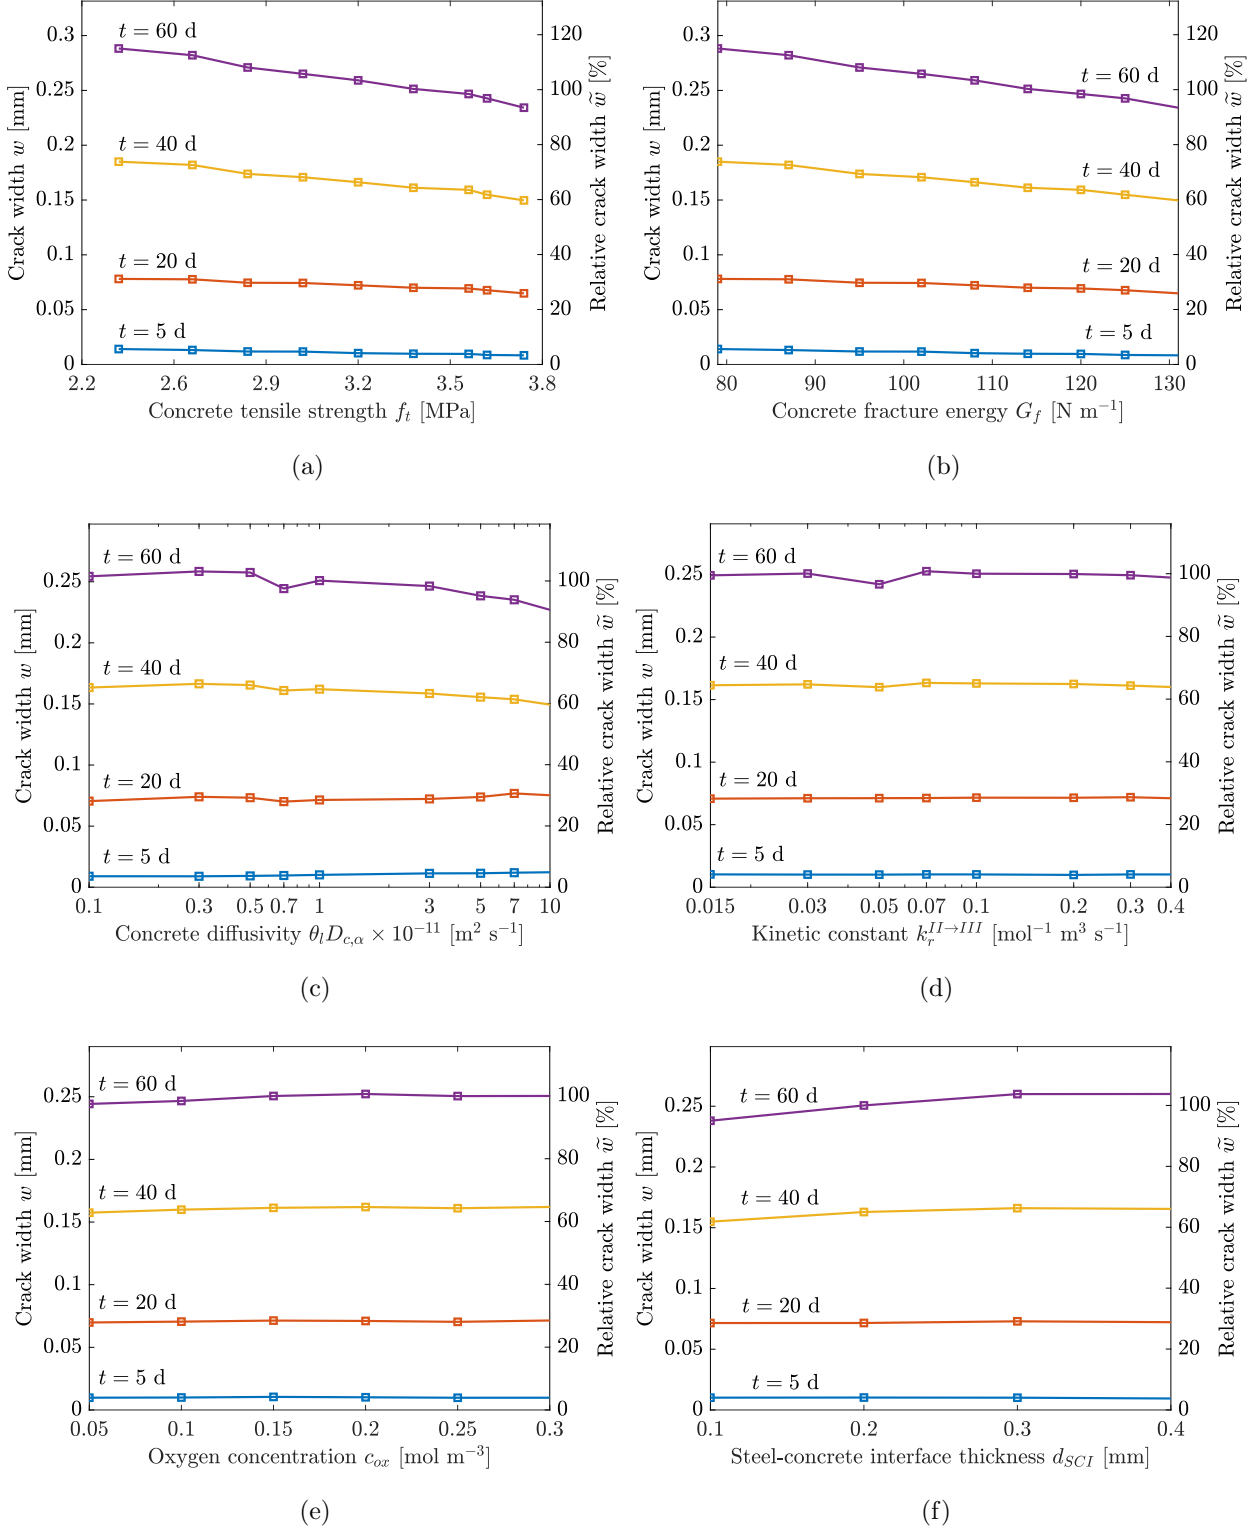 0.3
0.25
0.2
0.15
0.1
0.05
0
120
100
80
60
40
20
0
2.2 2.6 2.9 3.2 3.5 3.8
t = 60 d
t = 40 d
t = 20 d
t = 5 d
Crack width w [mm]
Relative crack width w̃ [%]
Concrete tensile strength f_t [MPa]
(a)
0.3
0.25
0.2
0.15
0.1
0.05
0
120
100
80
60
40
20
0
80 90 100 110 120 130
t = 60 d
t = 40 d
t = 20 d
t = 5 d
Crack width w [mm]
Relative crack width w̃ [%]
Concrete fracture energy G_f [N m⁻¹]
(b)
0.25
0.2
0.15
0.1
0.05
0
100
80
60
40
20
0
0.1 0.3 0.5 0.7 1 3 5 7 10
t = 60 d
t = 40 d
t = 20 d
t = 5 d
Crack width w [mm]
Relative crack width w̃ [%]
Concrete diffusivity θ_l D_{c,α} × 10⁻¹¹ [m² s⁻¹]
(c)
0.25
0.2
0.15
0.1
0.05
0
100
80
60
40
20
0
0.015 0.03 0.05 0.07 0.1 0.2 0.3 0.4
t = 60 d
t = 40 d
t = 20 d
t = 5 d
Crack width w [mm]
Relative crack width w̃ [%]
Kinetic constant k_r^{II→III} [mol⁻¹ m³ s⁻¹]
(d)
0.25
0.2
0.15
0.1
0.05
0
100
80
60
40
20
0
0.05 0.1 0.15 0.2 0.25 0.3
t = 60 d
t = 40 d
t = 20 d
t = 5 d
Crack width w [mm]
Relative crack width w̃ [%]
Oxygen concentration c_{ox} [mol m⁻³]
(e)
0.25
0.2
0.15
0.1
0.05
0
100
80
60
40
20
0
0.1 0.2 0.3 0.4
t = 60 d
t = 40 d
t = 20 d
t = 5 d
Crack width w [mm]
Relative crack width w̃ [%]
Steel-concrete interface thickness d_{SCI} [mm]
(f)